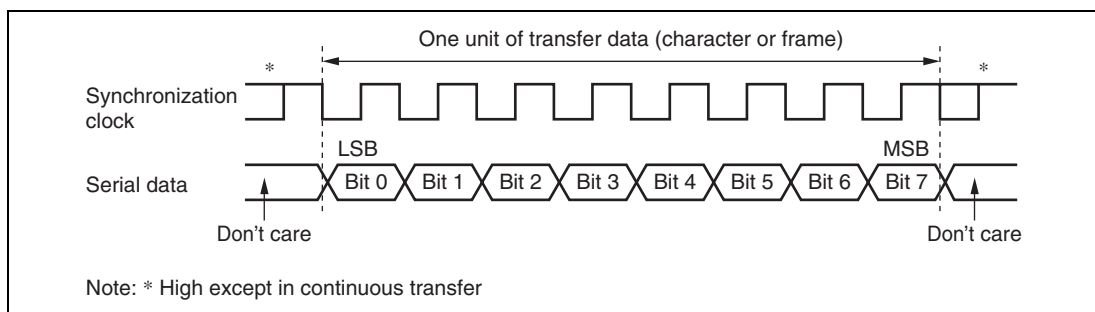 One unit of transfer data (character or frame)
* *
Synchronization
clock
LSB MSB
Serial data Bit 0 Bit 1 Bit 2 Bit 3 Bit 4 Bit 5 Bit 6 Bit 7
Don't care Don't care
Note: * High except in continuous transfer